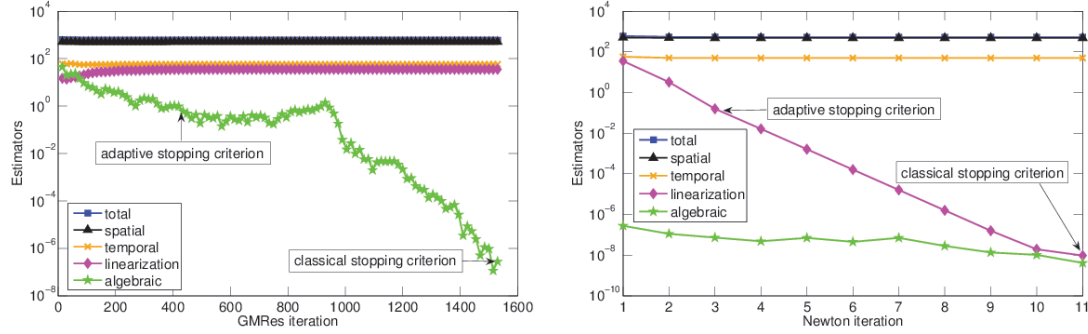 10^4
10^2
10^0
10^-2
10^-4
10^-6
10^-8
Estimators
adaptive stopping criterion
total
spatial
temporal
linearization
algebraic
classical stopping criterion
0 200 400 600 800 1000 1200 1400 1600
GMRes iteration
10^4
10^2
10^0
10^-2
10^-4
10^-6
10^-8
10^-10
Estimators
adaptive stopping criterion
total
spatial
temporal
linearization
algebraic
classical stopping criterion
1 2 3 4 5 6 7 8 9 10 11
Newton iteration